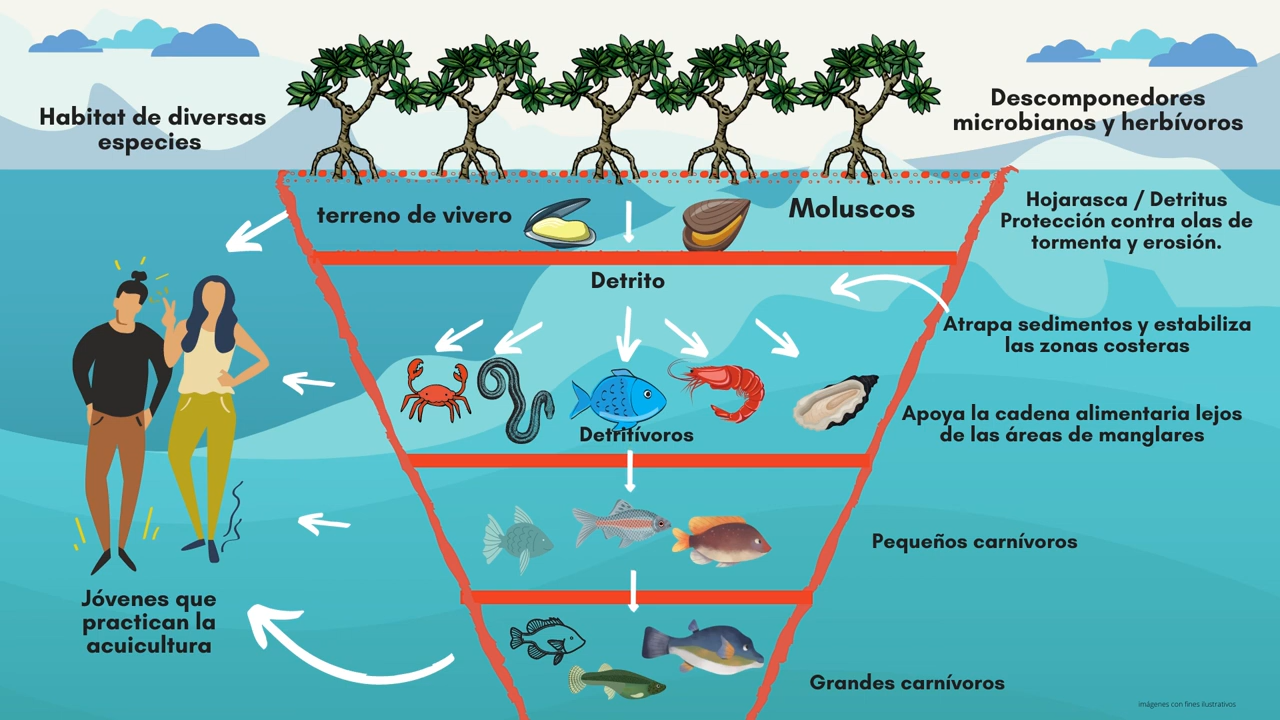 Habitat de diversas
especies
Descomponedores
microbianos y herbívoros
terreno de vivero
Moluscos
Hojarasca / Detritus
Protección contra olas de
tormenta y erosión.
Detrito
Atrapa sedimentos y estabiliza
las zonas costeras
Apoya la cadena alimentaria lejos
de las áreas de manglares
Detritívoros
Pequeños carnívoros
Jóvenes que
practican la
acuicultura
Grandes carnívoros
imágenes con fines ilustrativos